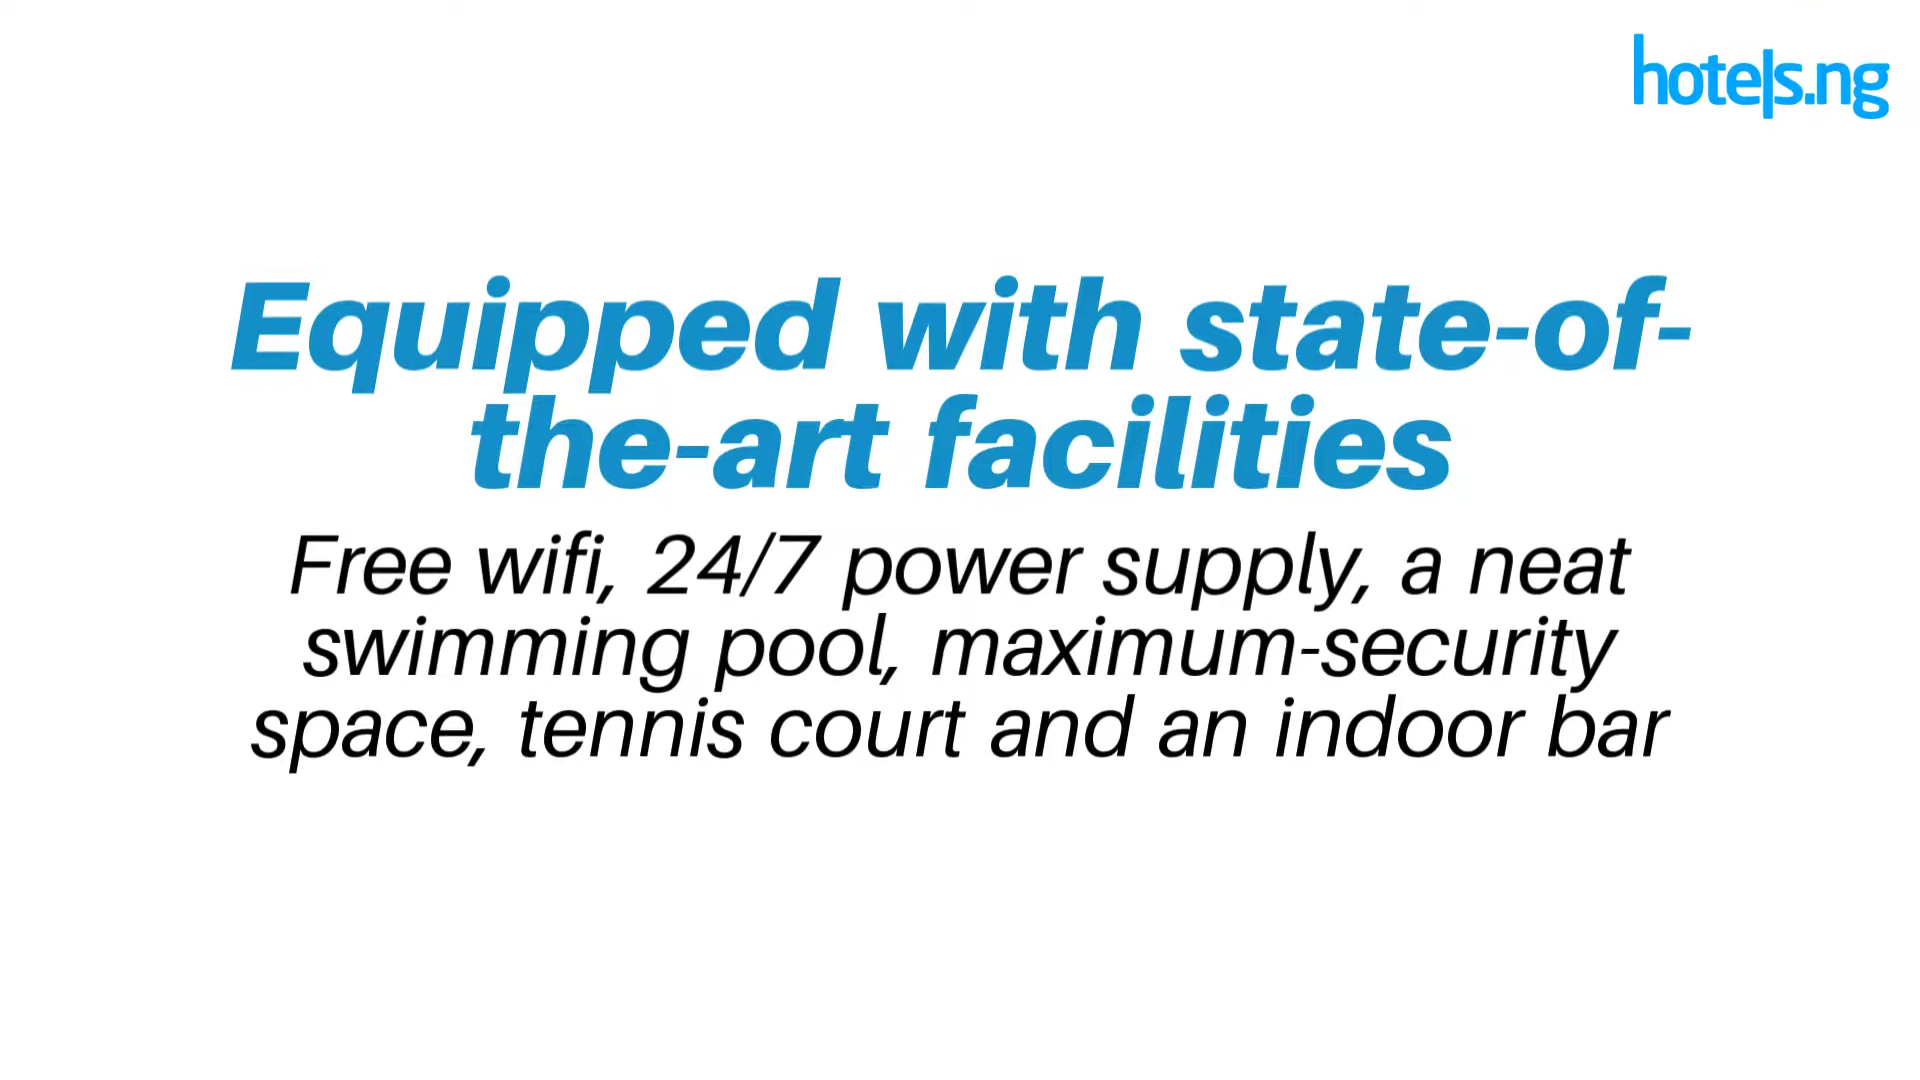 hotels.ng
Equipped with state-of-
the-art facilities
Free wifi, 24/7 power supply, a neat
swimming pool, maximum-security
space, tennis court and an indoor bar